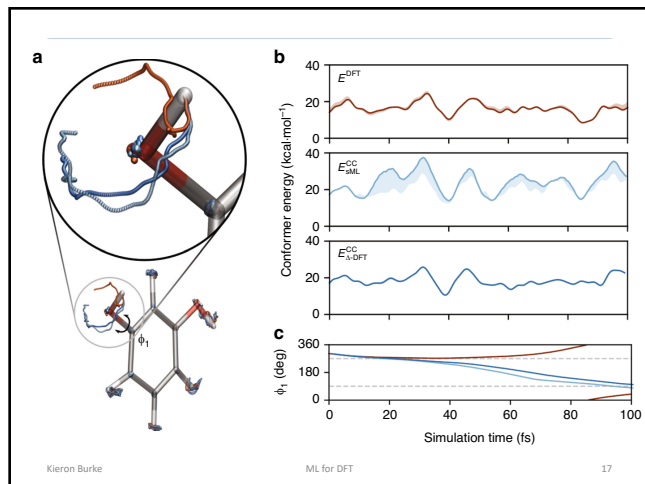 a
ϕ1
b
Conformer energy (kcal·mol⁻¹)
40
E^DFT
20
0
40
E^CC_sML
20
0
40
E^CC_Δ-DFT
20
0
c
ϕ1 (deg)
360
180
0
0 20 40 60 80 100
Simulation time (fs)
Kieron Burke ML for DFT 17